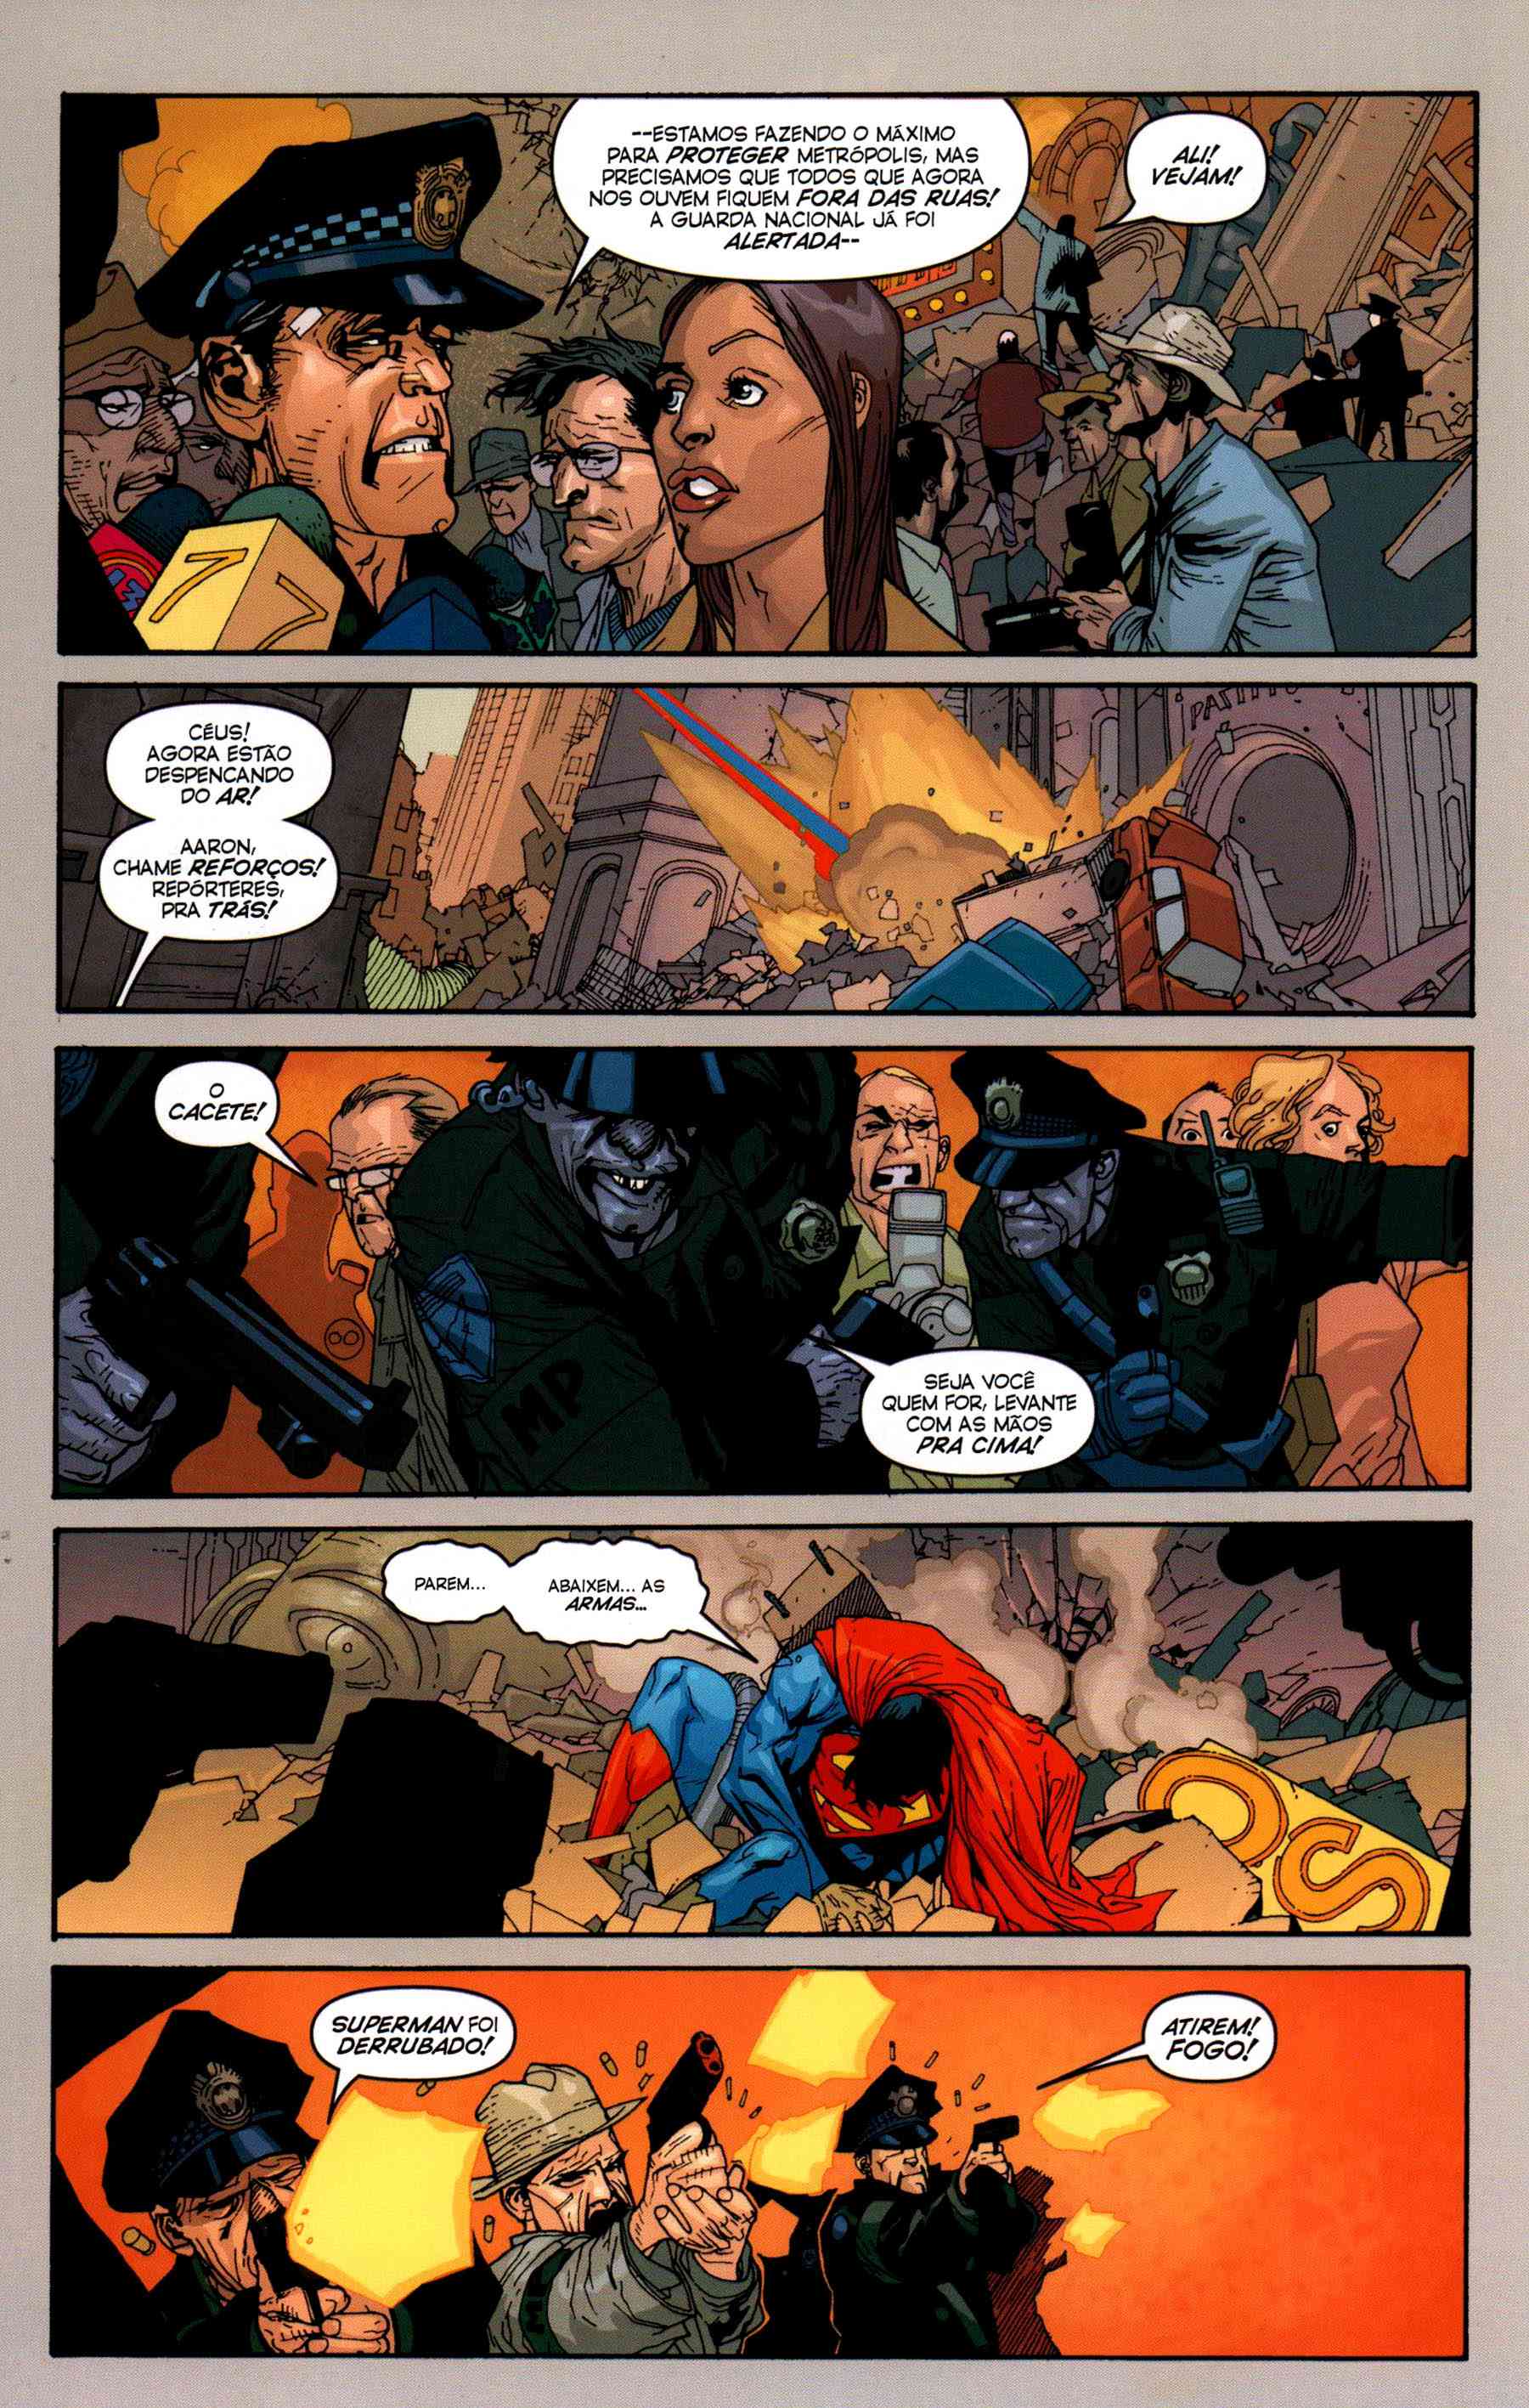 --ESTAMOS FAZENDO O MÁXIMO
PARA PROTEGER METRÓPOLIS, MAS
PRECISAMOS QUE TODOS QUE AGORA
NOS OUVEM FIQUEM FORA DAS RUAS!
A GUARDA NACIONAL JÁ FOI
ALERTADA--
ALI!
VEJAM!
77
CÉUS!
AGORA ESTÃO
DESPENCANDO
DO AR!
AARON,
CHAME REFORÇOS!
REPÓRTERES,
PRA TRÁS!
O
CACETE!
MP
SEJA VOCÊ
QUEM FOR, LEVANTE
COM AS MÃOS
PRA CIMA!
PAREM...
ABAIXEM... AS
ARMAS...
OS
SUPERMAN FOI
DERRUBADO!
ATIREM!
FOGO!